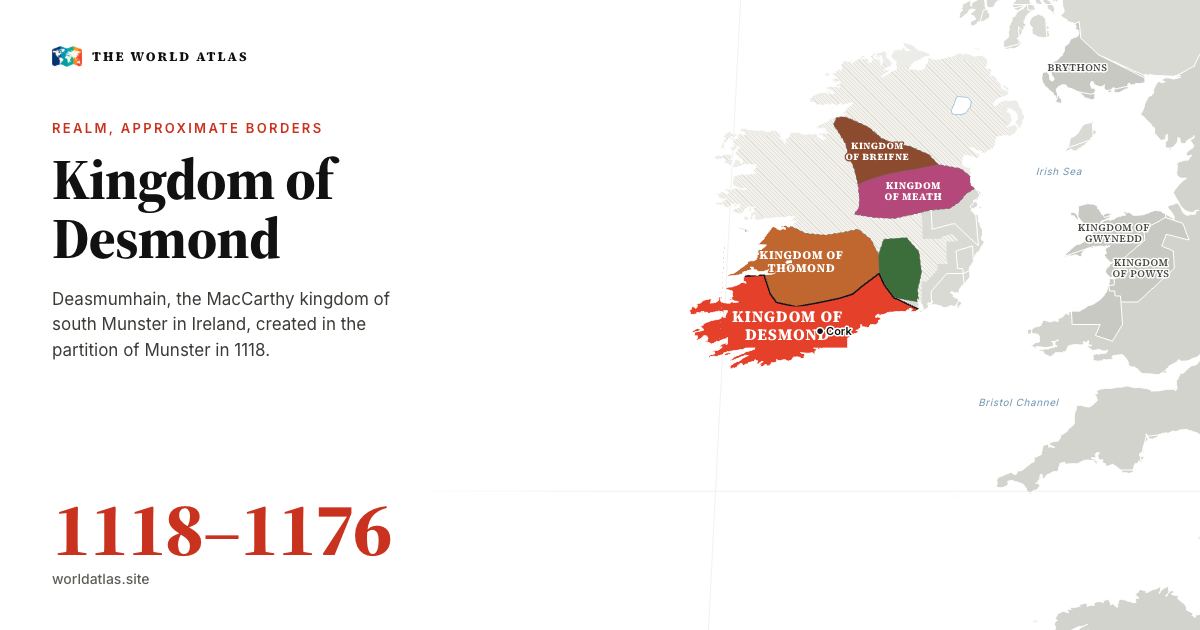 THE WORLD ATLAS
REALM, APPROXIMATE BORDERS
Kingdom of
Desmond
Deasmumhain, the MacCarthy kingdom of
south Munster in Ireland, created in the
partition of Munster in 1118.
1118–1176
worldatlas.site
BRYTHONS
KINGDOM
OF BREIFNE
Irish Sea
KINGDOM
OF MEATH
KINGDOM OF
GWYNEDD
KINGDOM OF
THOMOND
KINGDOM
OF POWYS
KINGDOM OF
DESMOND
Cork
Bristol Channel